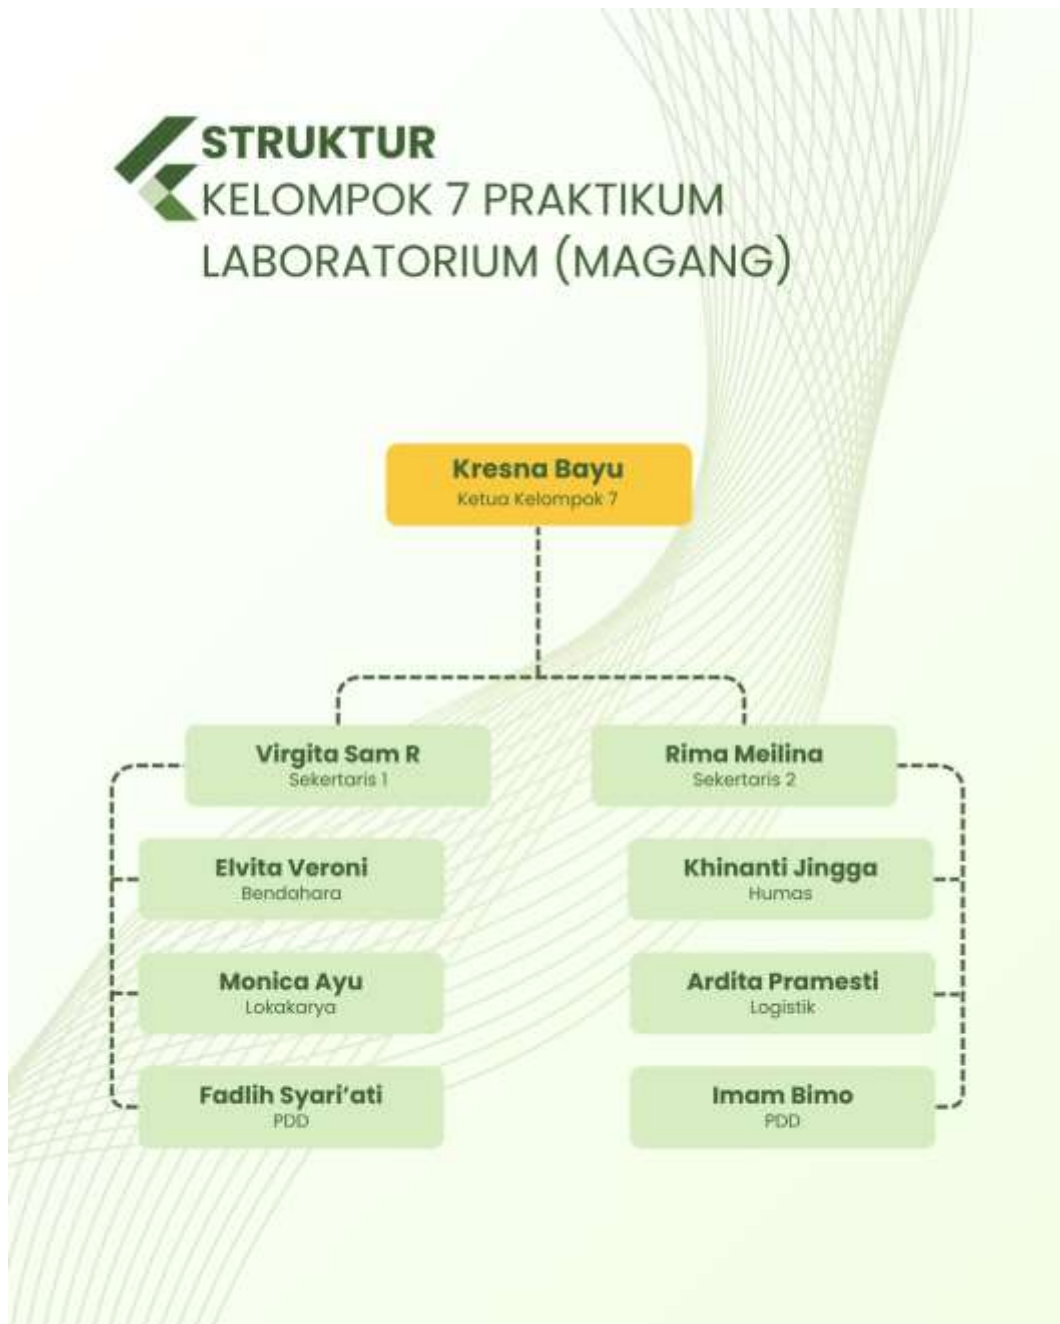 STRUKTUR
KELOMPOK 7 PRAKTIKUM
LABORATORIUM (MAGANG)
Kresna Bayu
Ketua Kelompok 7
Virgita Sam R
Sekertaris 1
Rima Meilina
Sekertaris 2
Elvita Veroni
Bendahara
Khinanti Jingga
Humas
Monica Ayu
Lokakarya
Ardita Pramesti
Logistik
Fadlih Syari'ati
PDD
Imam Bimo
PDD